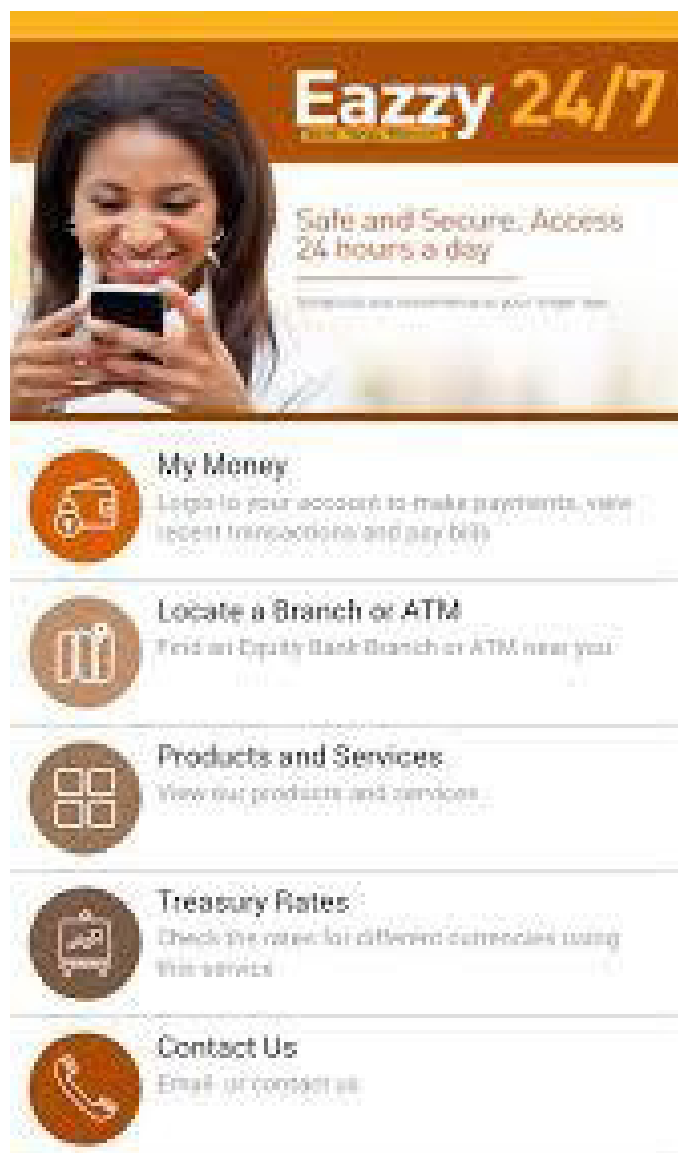 Eazzy 24/7
Safe and Secure. Access
24 hours a day
My Money
Login to your account to make payments, view
recent transactions and pay bills
Locate a Branch or ATM
Find an Equity Bank Branch or ATM near you
Products and Services
View our products and services
Treasury Rates
Check the rates for different currencies using
this service
Contact Us
Email or contact us